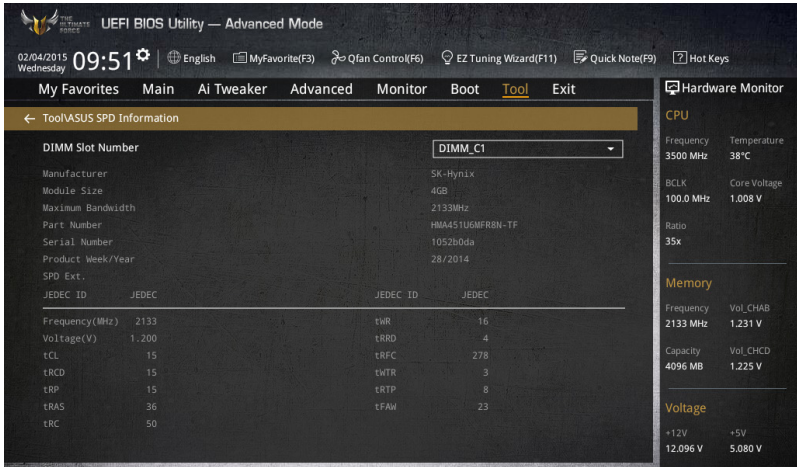 THE ULTIMATE FORCE
UEFI BIOS Utility — Advanced Mode
02/04/2015 Wednesday 09:51 English MyFavorite(F3) Qfan Control(F6) EZ Tuning Wizard(F11) Quick Note(F9) ? Hot Keys
My Favorites Main Ai Tweaker Advanced Monitor Boot Tool Exit
← Tool\ASUS SPD Information
DIMM Slot Number DIMM_C1
Manufacturer SK-Hynix
Module Size 4GB
Maximum Bandwidth 2133MHz
Part Number HMA451U6MFR8N-TF
Serial Number 1052b0da
Product Week/Year 28/2014
SPD Ext.
JEDEC ID JEDEC JEDEC ID JEDEC
Frequency(MHz) 2133 tWR 16
Voltage(V) 1.200 tRRD 4
tCL 15 tRFC 278
tRCD 15 tWTR 3
tRP 15 tRTP 8
tRAS 36 tFAW 23
tRC 50
Hardware Monitor
CPU
Frequency Temperature
3500 MHz 38°C
BCLK Core Voltage
100.0 MHz 1.008 V
Ratio
35x
Memory
Frequency Vol_CHAB
2133 MHz 1.231 V
Capacity Vol_CHCD
4096 MB 1.225 V
Voltage
+12V +5V
12.096 V 5.080 V